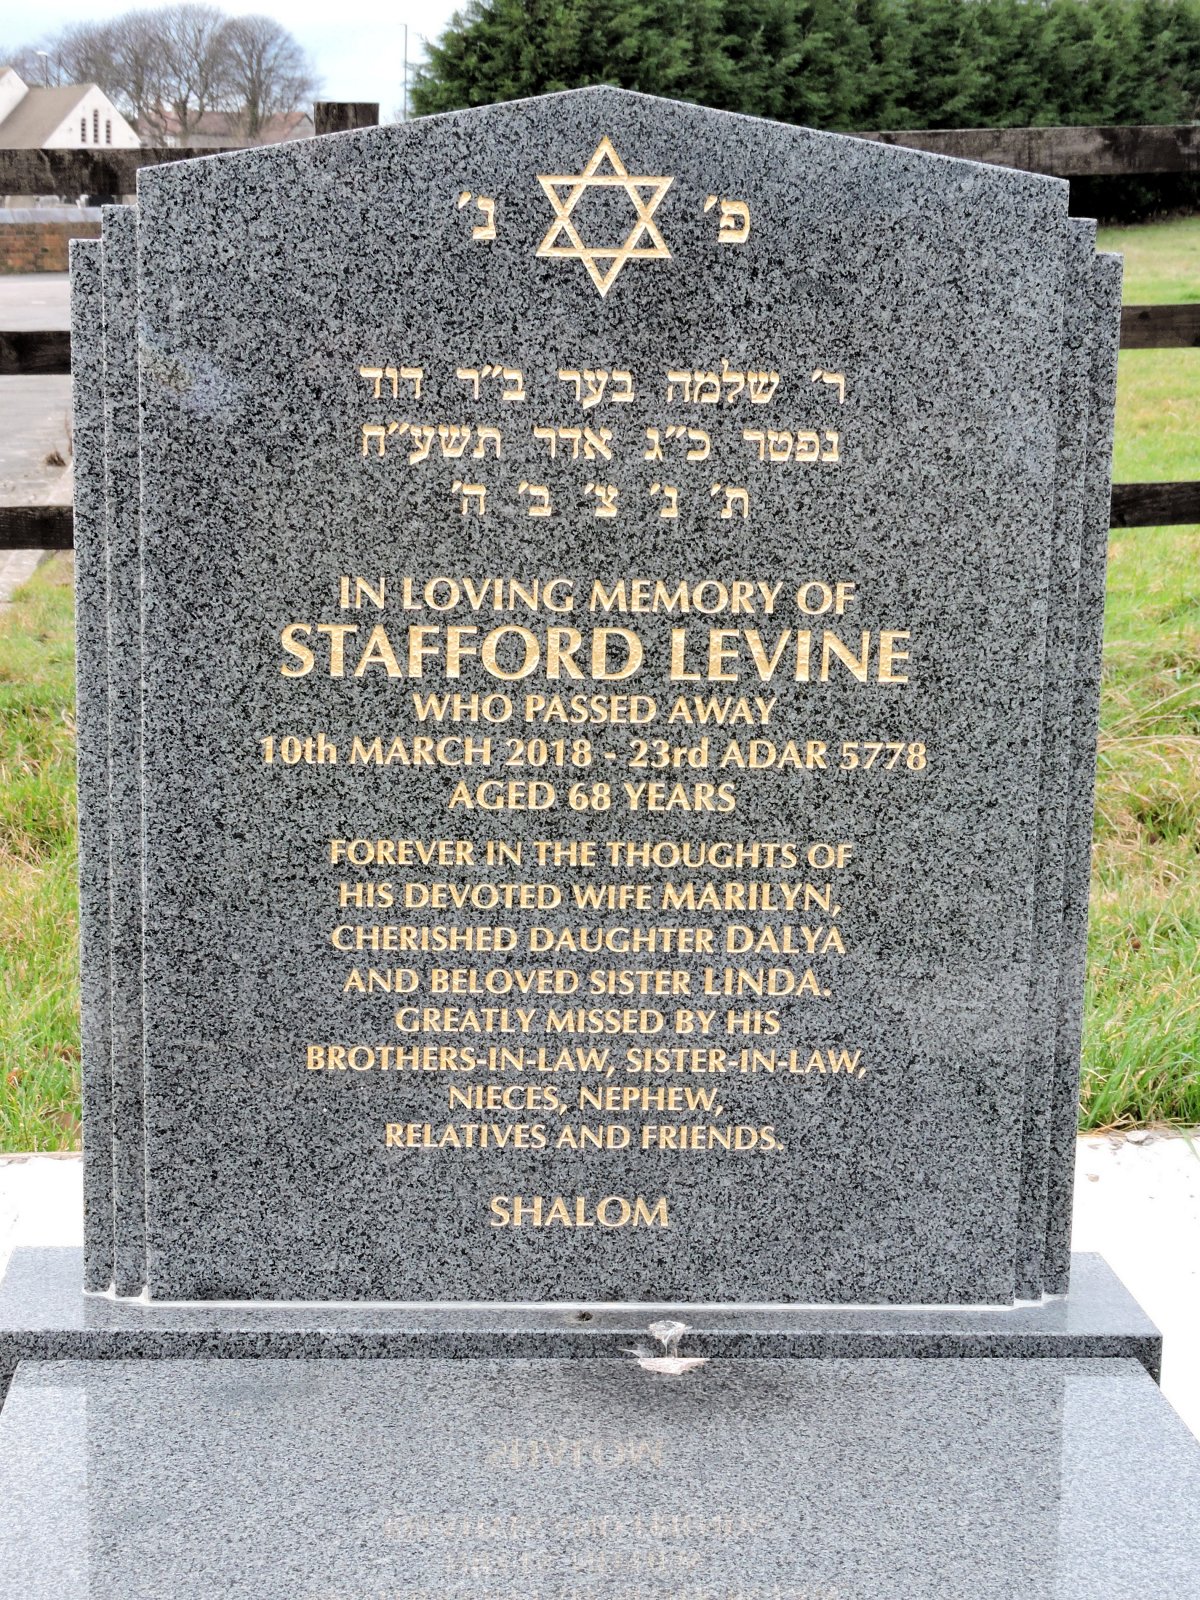 פ׳ נ׳
ר׳ שלמה בער ב״ר דוד
נפטר כ״ג אדר תשע״ח
ת׳ נ׳ צ׳ ב׳ ה׳
IN LOVING MEMORY OF
STAFFORD LEVINE
WHO PASSED AWAY
10th MARCH 2018 - 23rd ADAR 5778
AGED 68 YEARS
FOREVER IN THE THOUGHTS OF
HIS DEVOTED WIFE MARILYN,
CHERISHED DAUGHTER DALYA
AND BELOVED SISTER LINDA.
GREATLY MISSED BY HIS
BROTHERS-IN-LAW, SISTER-IN-LAW,
NIECES, NEPHEW,
RELATIVES AND FRIENDS.
SHALOM